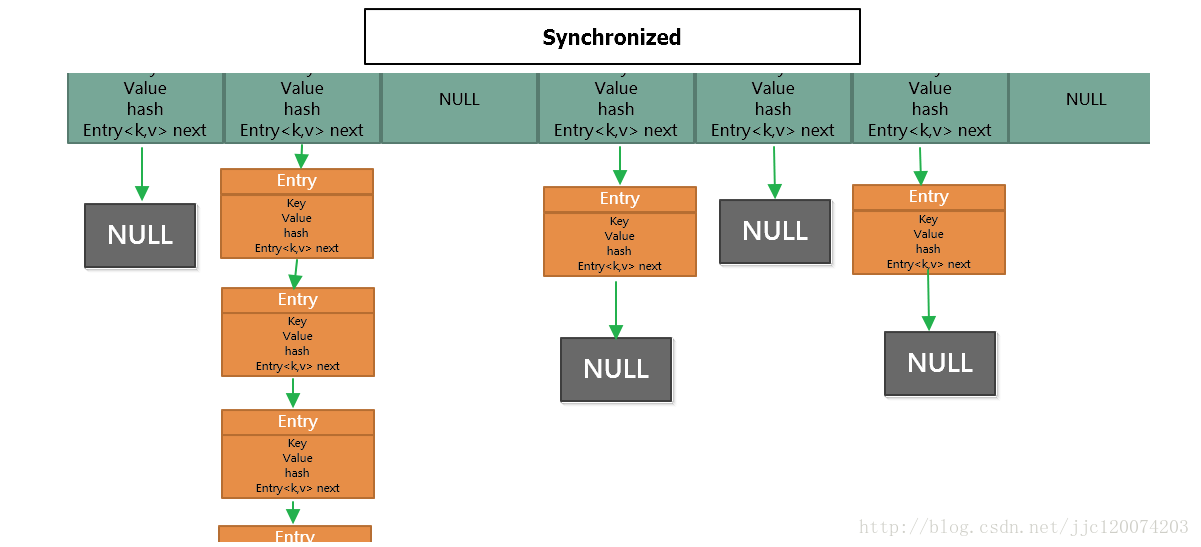 Synchronized
Value
hash
Entry<k,v> next
Value
hash
Entry<k,v> next
NULL
Value
hash
Entry<k,v> next
Value
hash
Entry<k,v> next
Value
hash
Entry<k,v> next
NULL
NULL
Entry
Key
Value
hash
Entry<k,v> next
Entry
Key
Value
hash
Entry<k,v> next
Entry
Key
Value
hash
Entry<k,v> next
Entry
Entry
Key
Value
hash
Entry<k,v> next
NULL
NULL
Entry
Key
Value
hash
Entry<k,v> next
NULL
http://blog.csdn.net/jjc120074203